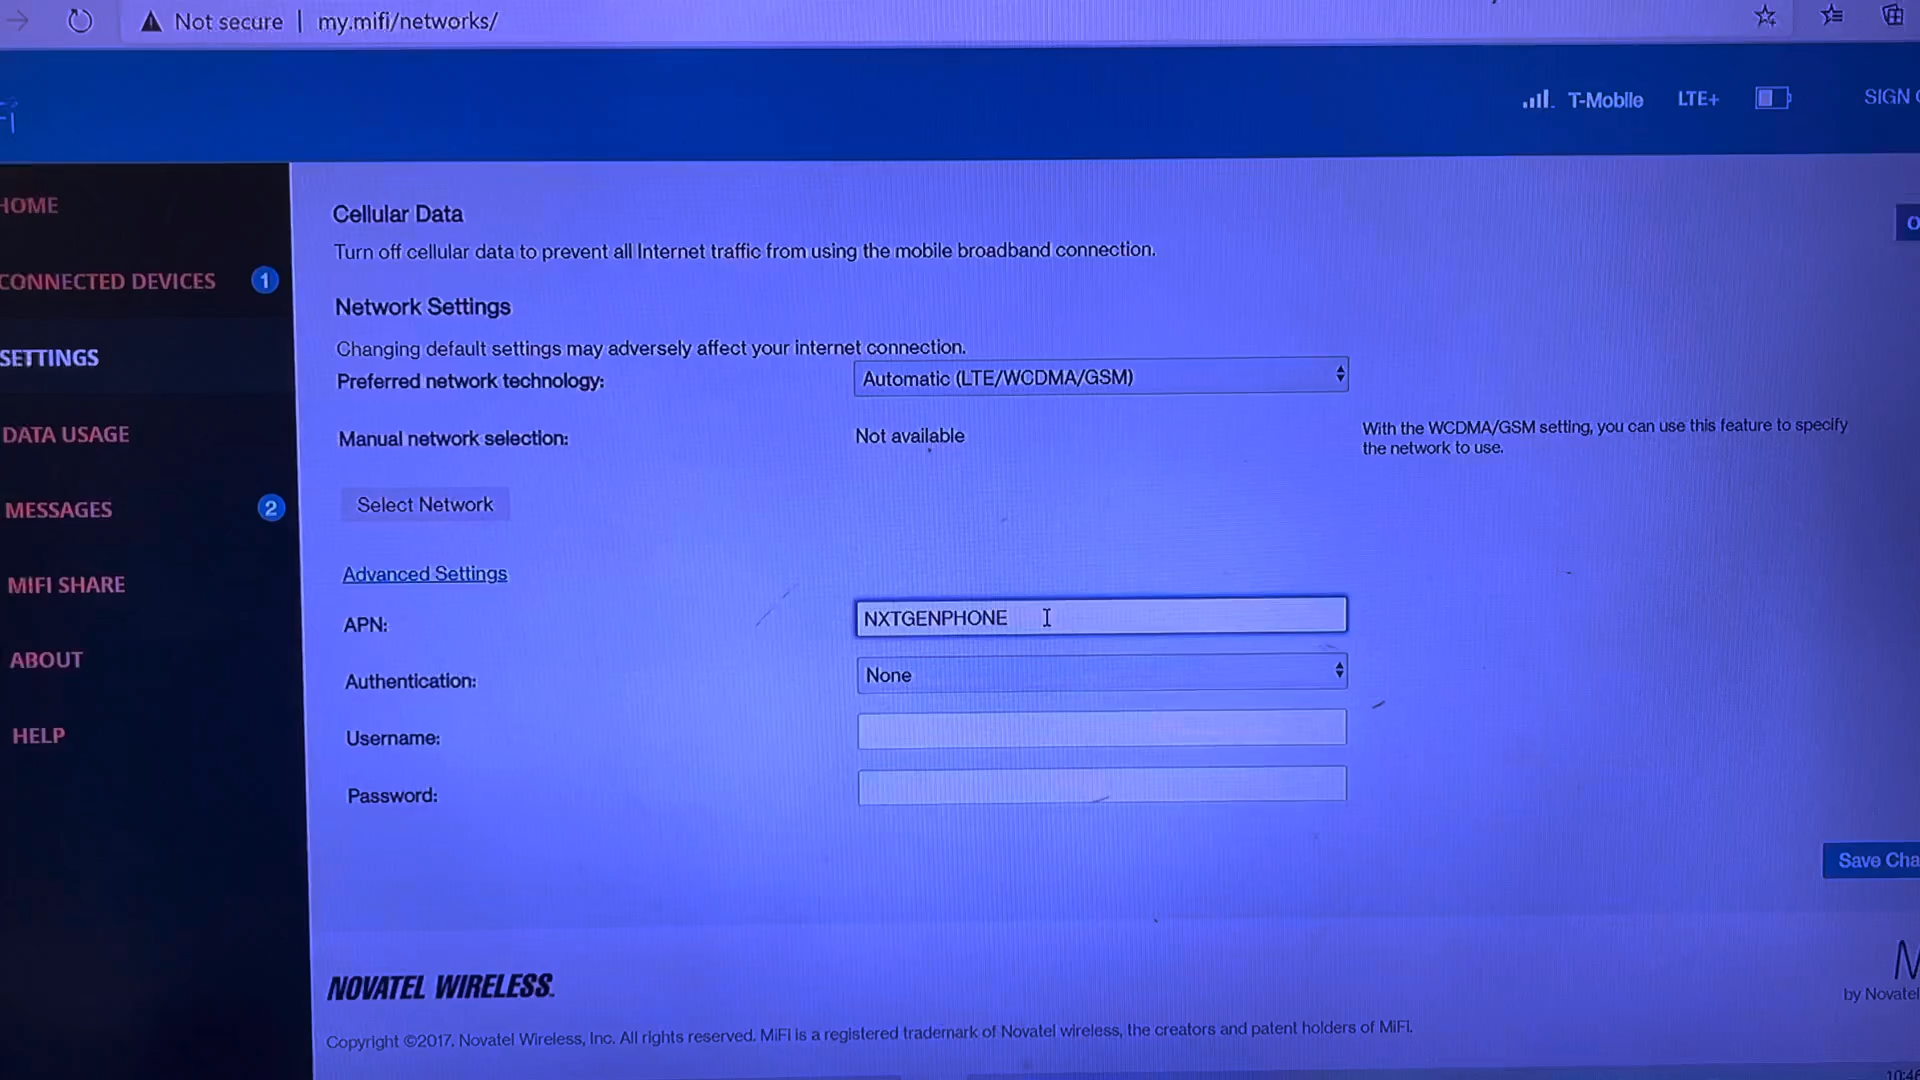 Not secure | my.mifi/networks/
T-Mobile LTE+ SIGN
HOME
CONNECTED DEVICES 1
SETTINGS
DATA USAGE
MESSAGES 2
MIFI SHARE
ABOUT
HELP
Cellular Data
Turn off cellular data to prevent all Internet traffic from using the mobile broadband connection.
Network Settings
Changing default settings may adversely affect your internet connection.
Preferred network technology: Automatic (LTE/WCDMA/GSM)
Manual network selection: Not available
With the WCDMA/GSM setting, you can use this feature to specify
the network to use.
Select Network
Advanced Settings
APN: NXTGENPHONE
Authentication: None
Username:
Password:
Save Cha
NOVATEL WIRELESS
by Novatel
Copyright ©2017. Novatel Wireless, Inc. All rights reserved. MiFi is a registered trademark of Novatel wireless, the creators and patent holders of MiFi.